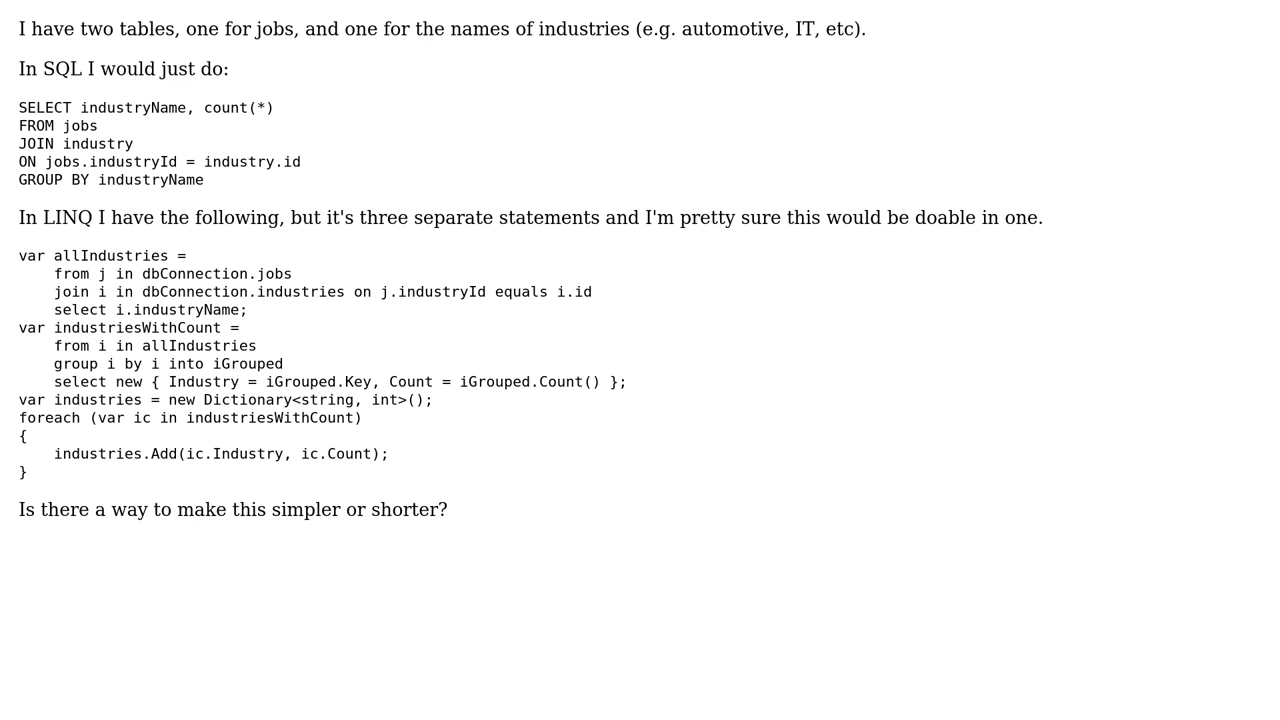 I have two tables, one for jobs, and one for the names of industries (e.g. automotive, IT, etc).
In SQL I would just do:
SELECT industryName, count(*)
FROM jobs
JOIN industry
ON jobs.industryId = industry.id
GROUP BY industryName
In LINQ I have the following, but it's three separate statements and I'm pretty sure this would be doable in one.
var allIndustries =
    from j in dbConnection.jobs
    join i in dbConnection.industries on j.industryId equals i.id
    select i.industryName;
var industriesWithCount =
    from i in allIndustries
    group i by i into iGrouped
    select new { Industry = iGrouped.Key, Count = iGrouped.Count() };
var industries = new Dictionary<string, int>();
foreach (var ic in industriesWithCount)
{
    industries.Add(ic.Industry, ic.Count);
}
Is there a way to make this simpler or shorter?